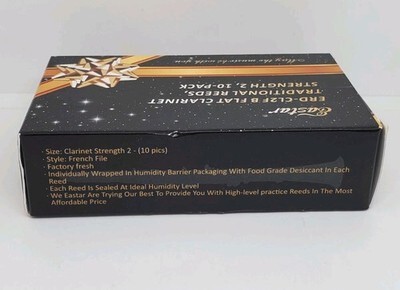 Play the music be with you
Eastar
ERD-CL2F B FLAT CLARINET
TRADITIONAL REEDS,
STRENGTH 2, 10-PACK
· Size: Clarinet Strength 2 - (10 pics)
· Style: French File
· Factory fresh
· Individually Wrapped In Humidity Barrier Packaging With Food Grade Desiccant In Each
Reed
· Each Reed Is Sealed At Ideal Humidity Level
· We Eastar Are Trying Our Best To Provide You With High-level practice Reeds In The Most
Affordable Price